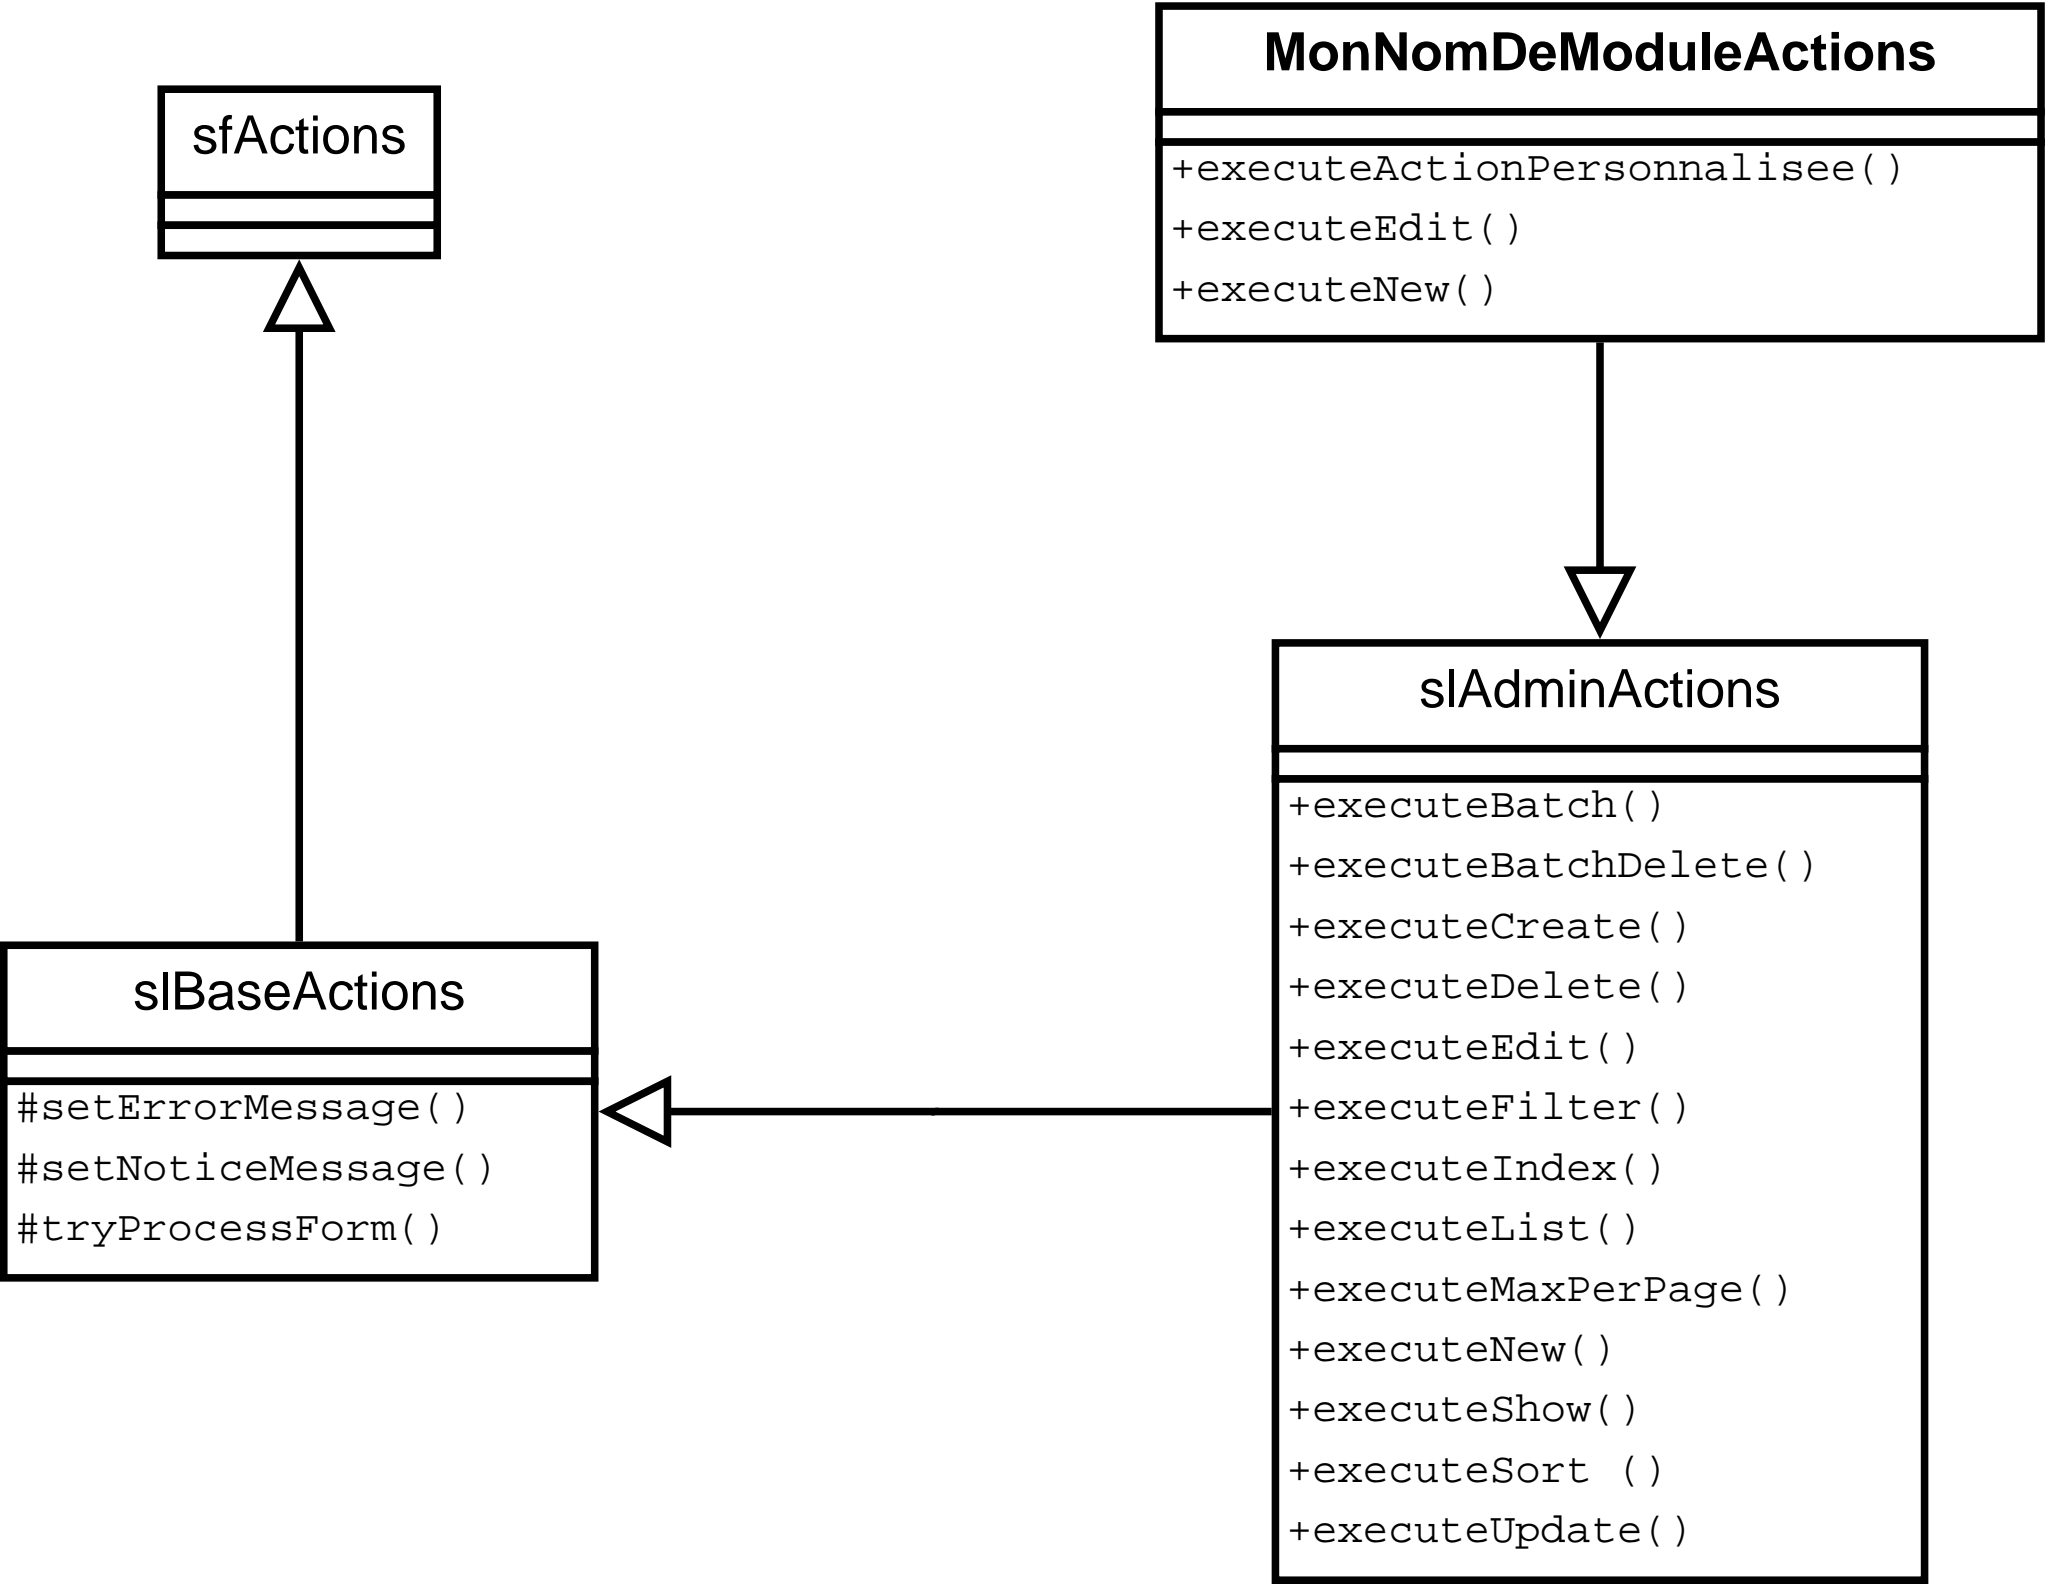 sfActions
MonNomDeModuleActions
+executeActionPersonnalisee()
+executeEdit()
+executeNew()
slAdminActions
+executeBatch()
+executeBatchDelete()
+executeCreate()
+executeDelete()
+executeEdit()
+executeFilter()
+executeIndex()
+executeList()
+executeMaxPerPage()
+executeNew()
+executeShow()
+executeSort ()
+executeUpdate()
slBaseActions
#setErrorMessage()
#setNoticeMessage()
#tryProcessForm()